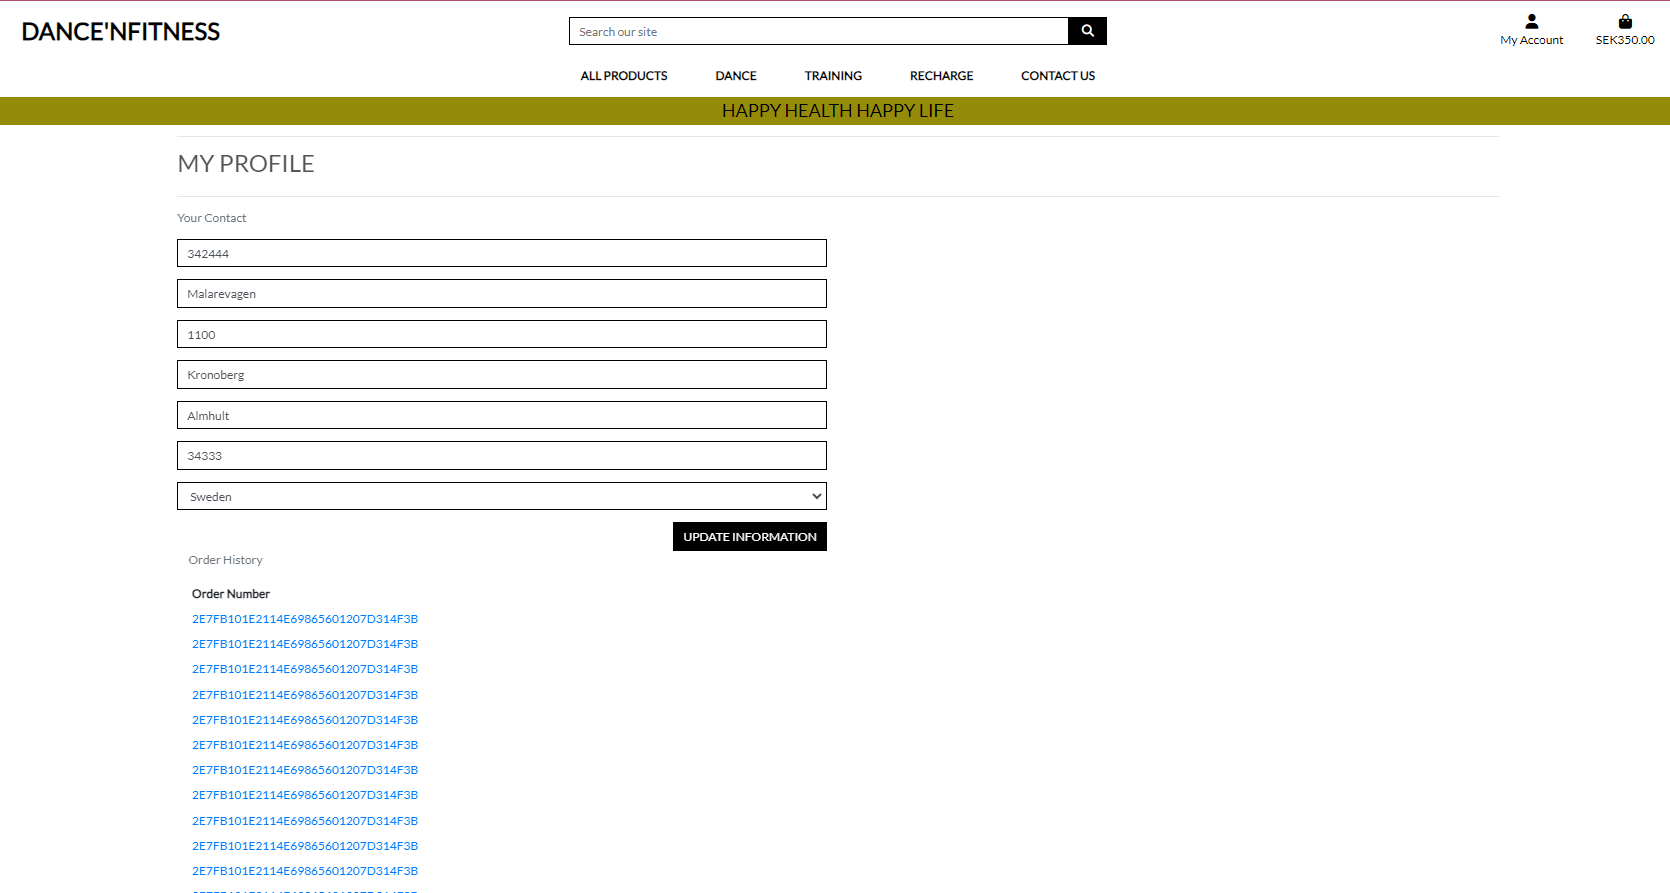 DANCE'NFITNESS
Search our site
My Account
SEK350.00
ALL PRODUCTS DANCE TRAINING RECHARGE CONTACT US
HAPPY HEALTH HAPPY LIFE
MY PROFILE
Your Contact
342444
Malarevagen
1100
Kronoberg
Almhult
34333
Sweden
UPDATE INFORMATION
Order History
Order Number
2E7FB101E2114E69865601207D314F3B
2E7FB101E2114E69865601207D314F3B
2E7FB101E2114E69865601207D314F3B
2E7FB101E2114E69865601207D314F3B
2E7FB101E2114E69865601207D314F3B
2E7FB101E2114E69865601207D314F3B
2E7FB101E2114E69865601207D314F3B
2E7FB101E2114E69865601207D314F3B
2E7FB101E2114E69865601207D314F3B
2E7FB101E2114E69865601207D314F3B
2E7FB101E2114E69865601207D314F3B